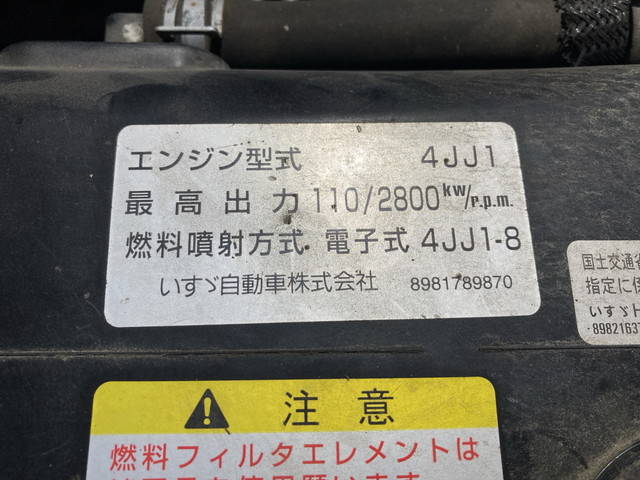 エンジン型式 4JJ1
最高出力 110/2800kW/r.p.m.
燃料噴射方式 電子式 4JJ1-8
いすゞ自動車株式会社 8981789870
国土交通省
指定に
いすゞ
注意
燃料フィルタエレメントは